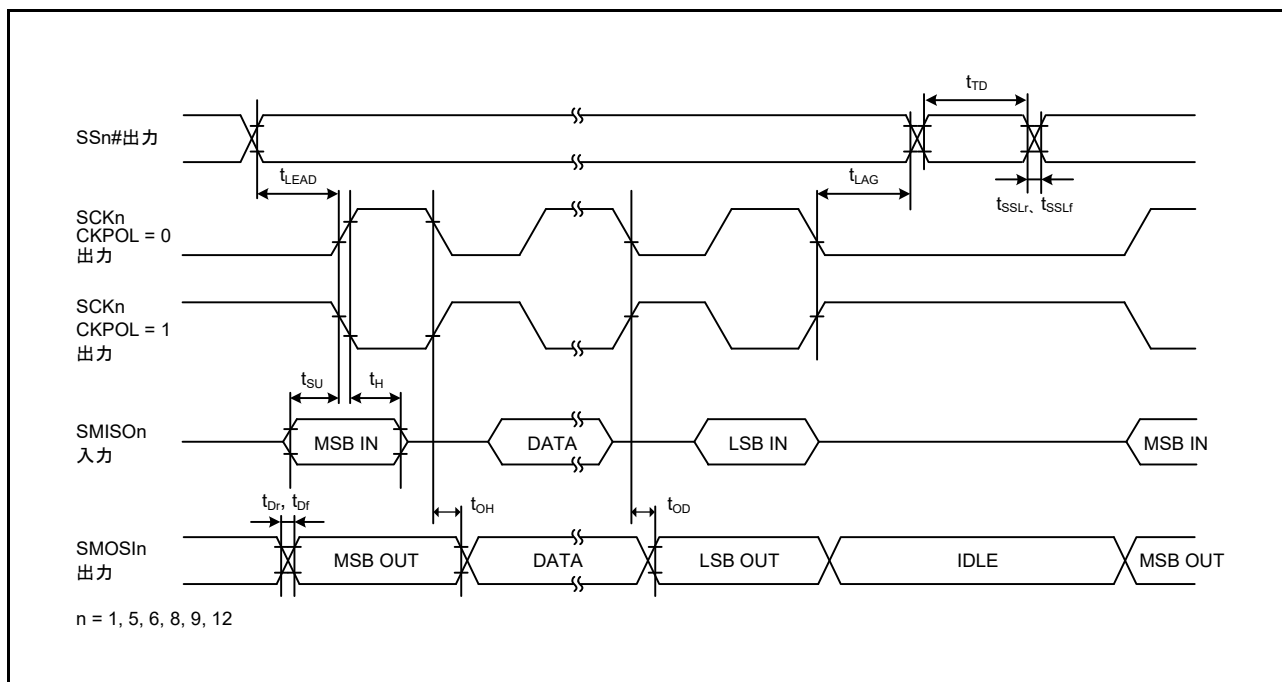 tTD
SSn#出力
tLEAD
tLAG
tSSLr、tSSLf
SCKn
CKPOL = 0
出力
SCKn
CKPOL = 1
出力
tSU
tH
SMISOn
入力
MSB IN
DATA
LSB IN
MSB IN
tDr, tDf
tOH
tOD
SMOSIn
出力
MSB OUT
DATA
LSB OUT
IDLE
MSB OUT
n = 1, 5, 6, 8, 9, 12